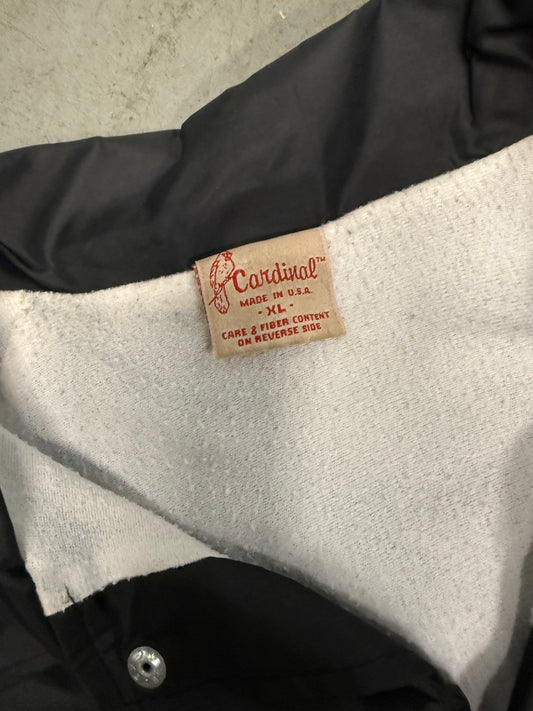 Cardinal™
MADE IN U.S.A.
- XL -
CARE & FIBER CONTENT
ON REVERSE SIDE